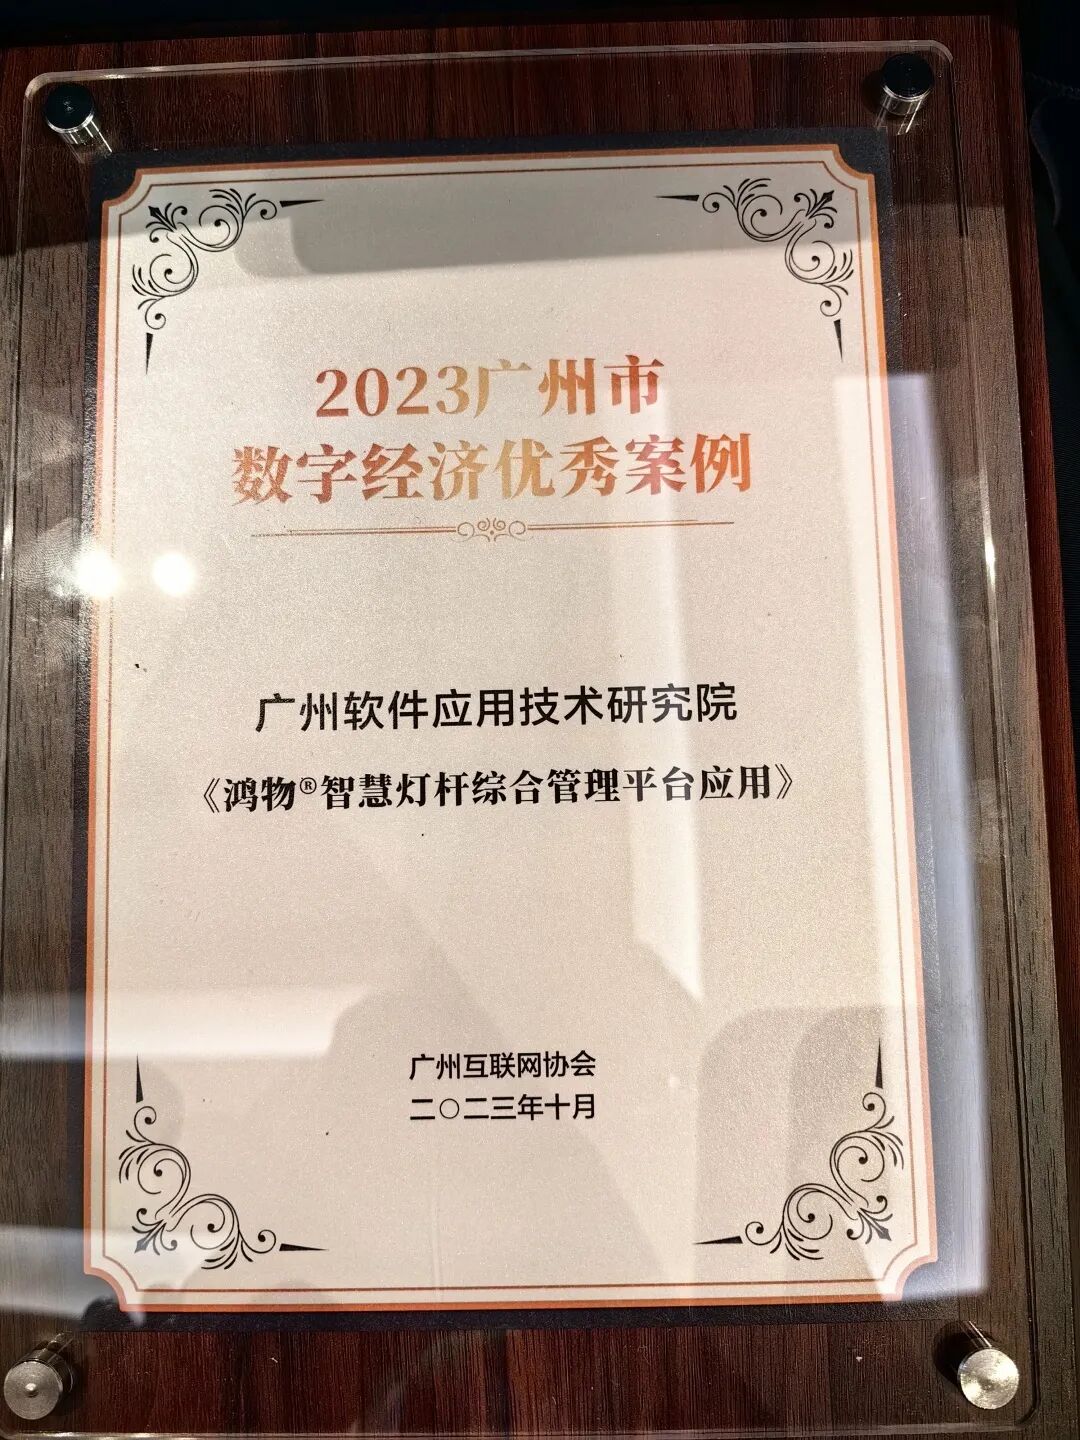 2023广州市
数字经济优秀案例
广州软件应用技术研究院
《鸿物®智慧灯杆综合管理平台应用》
广州互联网协会
二〇二三年十月